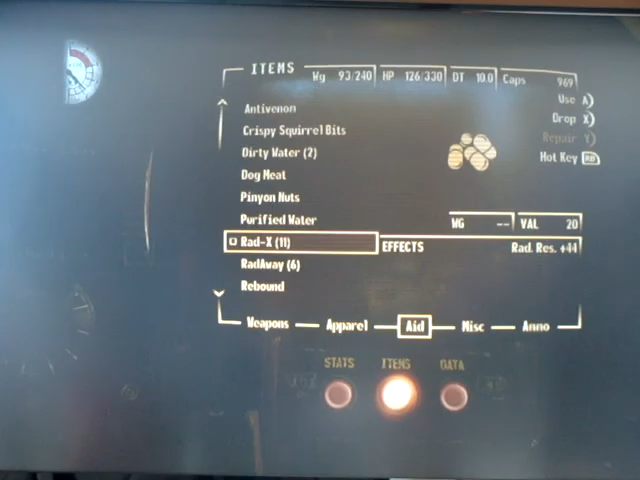 ITEMS
Wg 93/240 HP 126/330 DT 10.0 Caps 969
Use A)
Drop X)
Repair Y)
Hot Key RB
Antivenom
Crispy Squirrel Bits
Dirty Water (2)
Dog Meat
Pinyon Nuts
Purified Water
Rad-X (11)
RadAway (6)
Rebound
WG -- VAL 20
EFFECTS Rad. Res. +44
Weapons Apparel Aid Misc Ammo
STATS ITEMS DATA